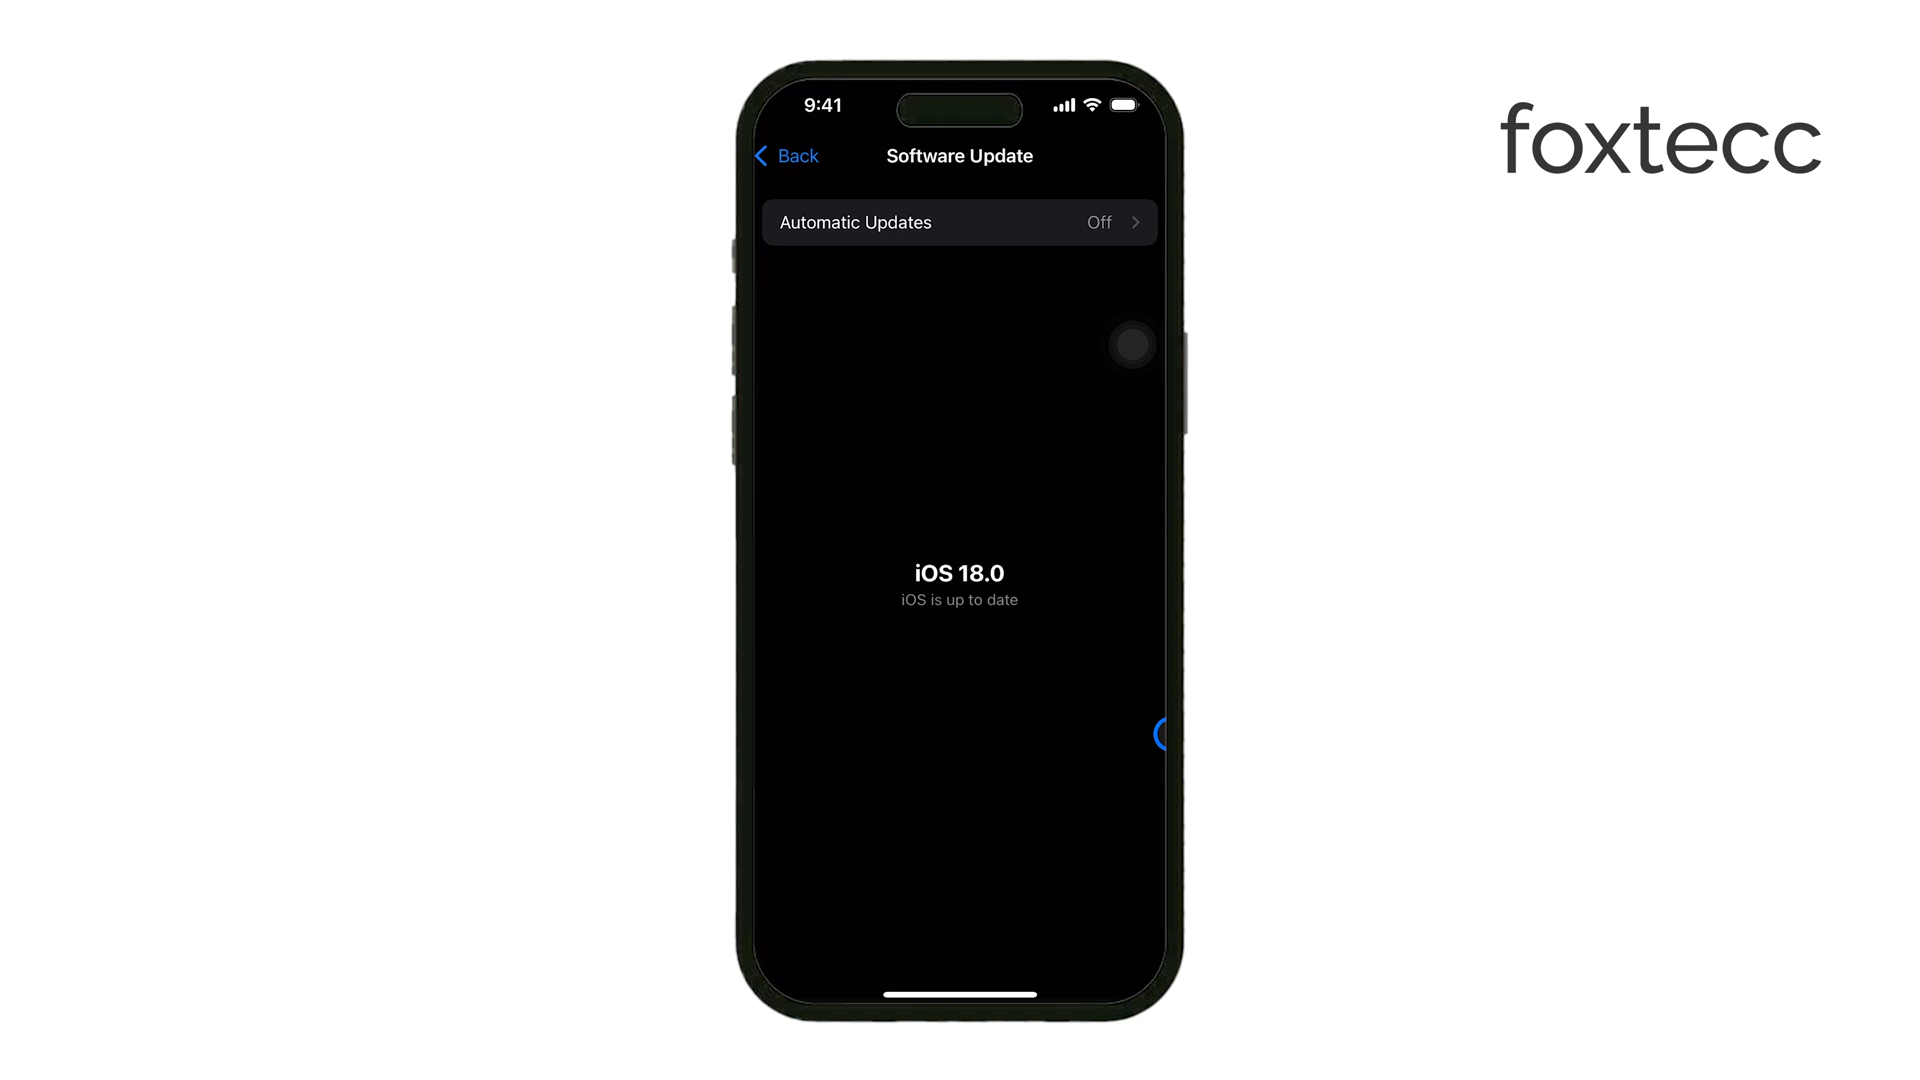 foxtecc
9:41
Back
Software Update
Automatic Updates
Off
iOS 18.0
iOS is up to date